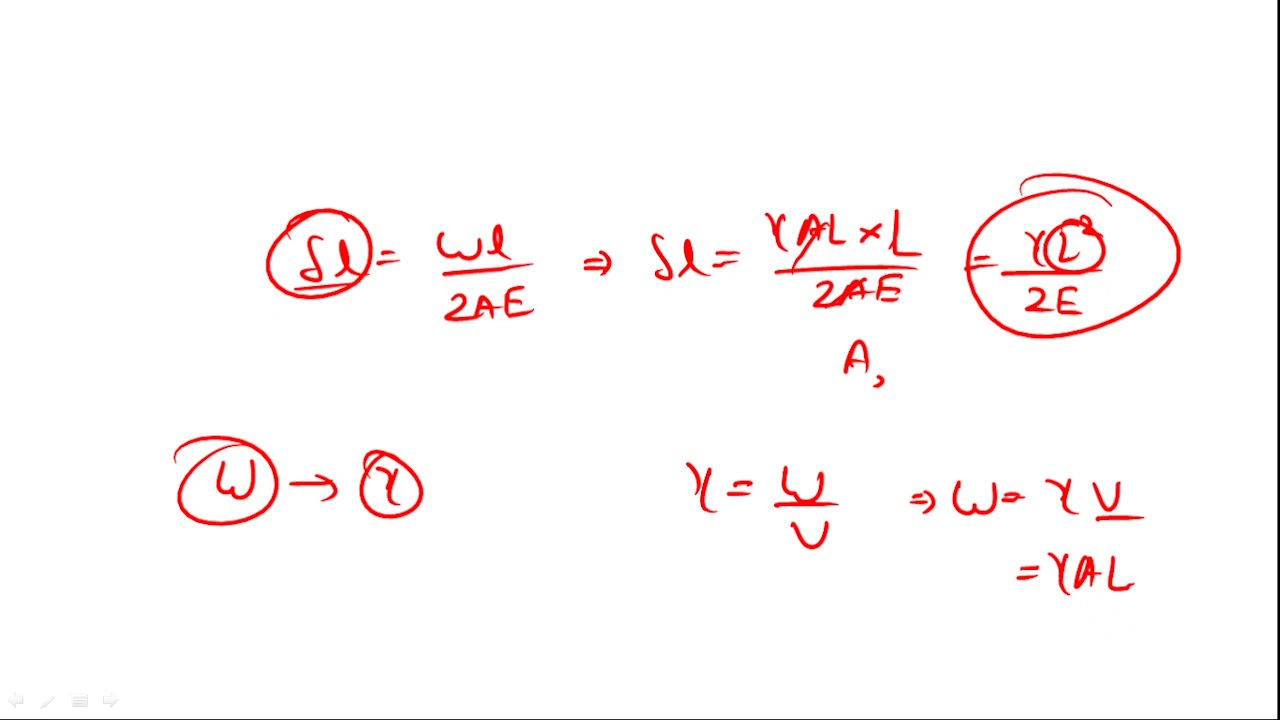 δl = Wl / 2AE ⇒ δl = γAL × L / 2AE = γL² / 2E
A,
W → γ
γ = W / V ⇒ W = γV
= γAL